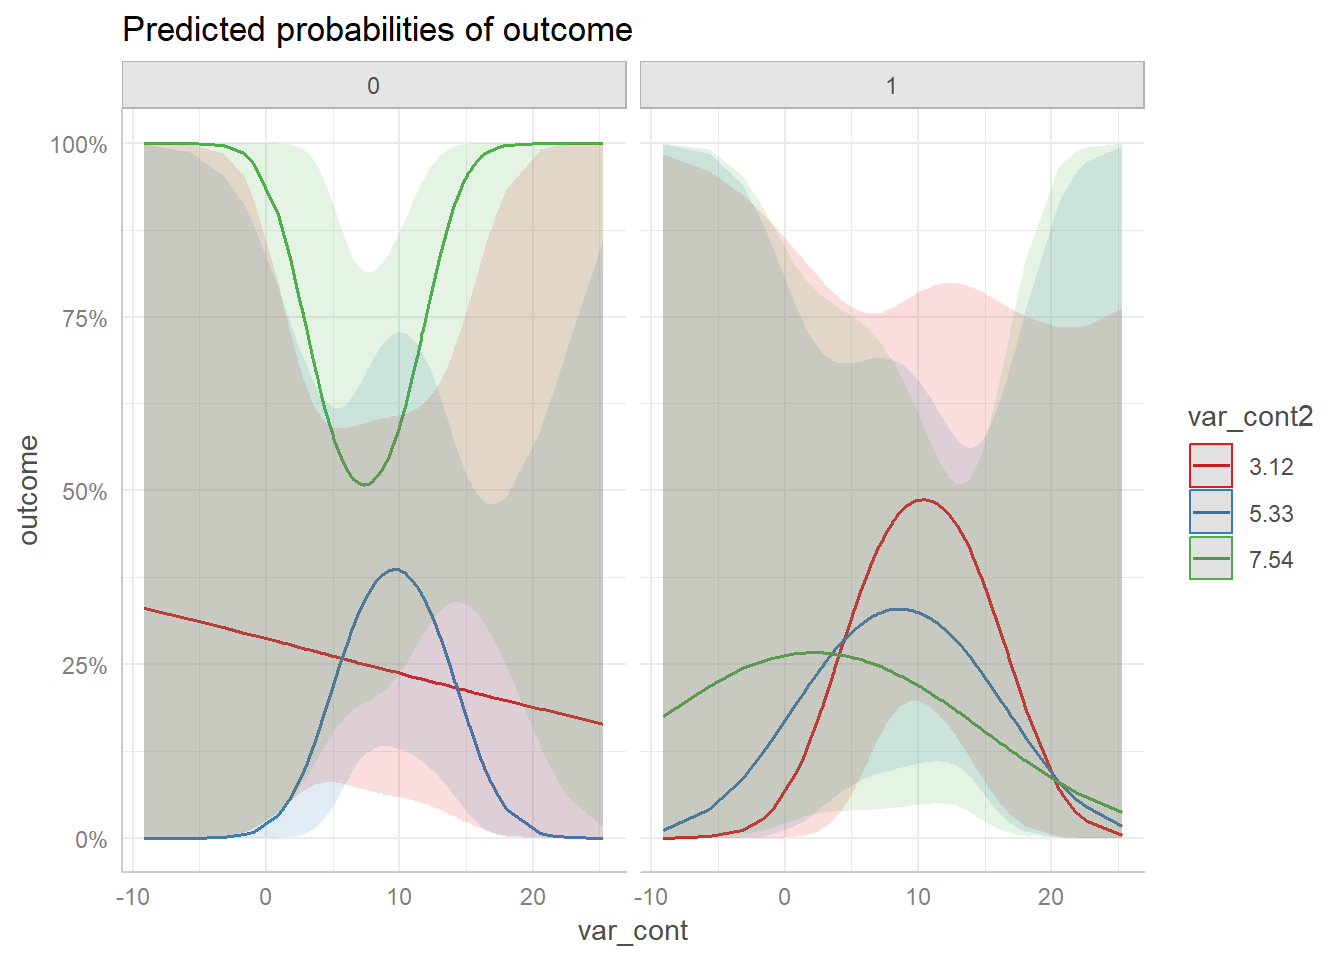 Predicted probabilities of outcome
0
1
100%
75%
50%
25%
0%
outcome
-10 0 10 20
-10 0 10 20
var_cont
var_cont2
3.12
5.33
7.54